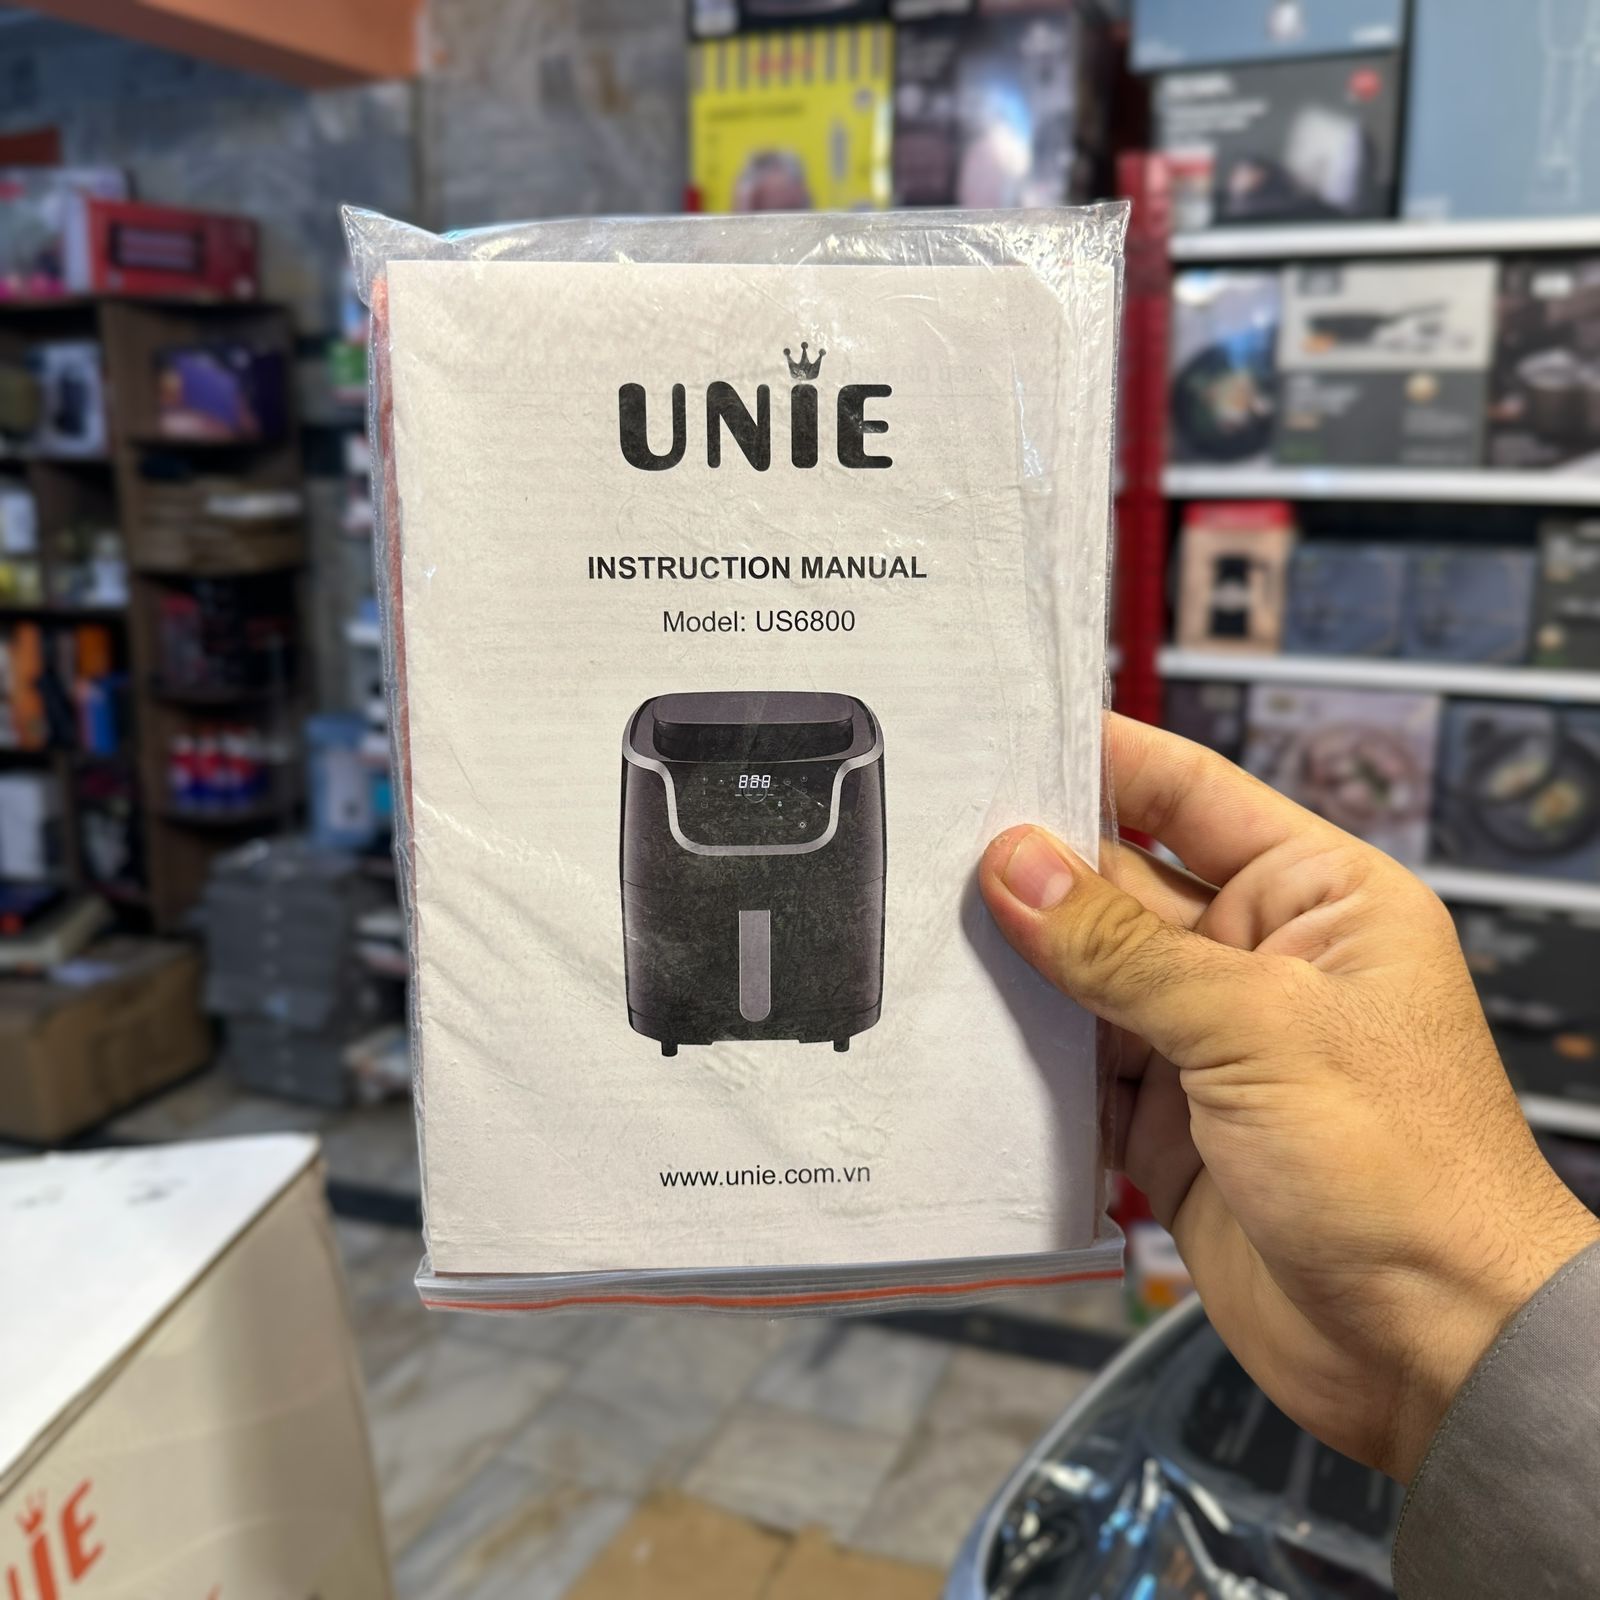 UNIE
INSTRUCTION MANUAL
Model: US6800
888
www.unie.com.vn